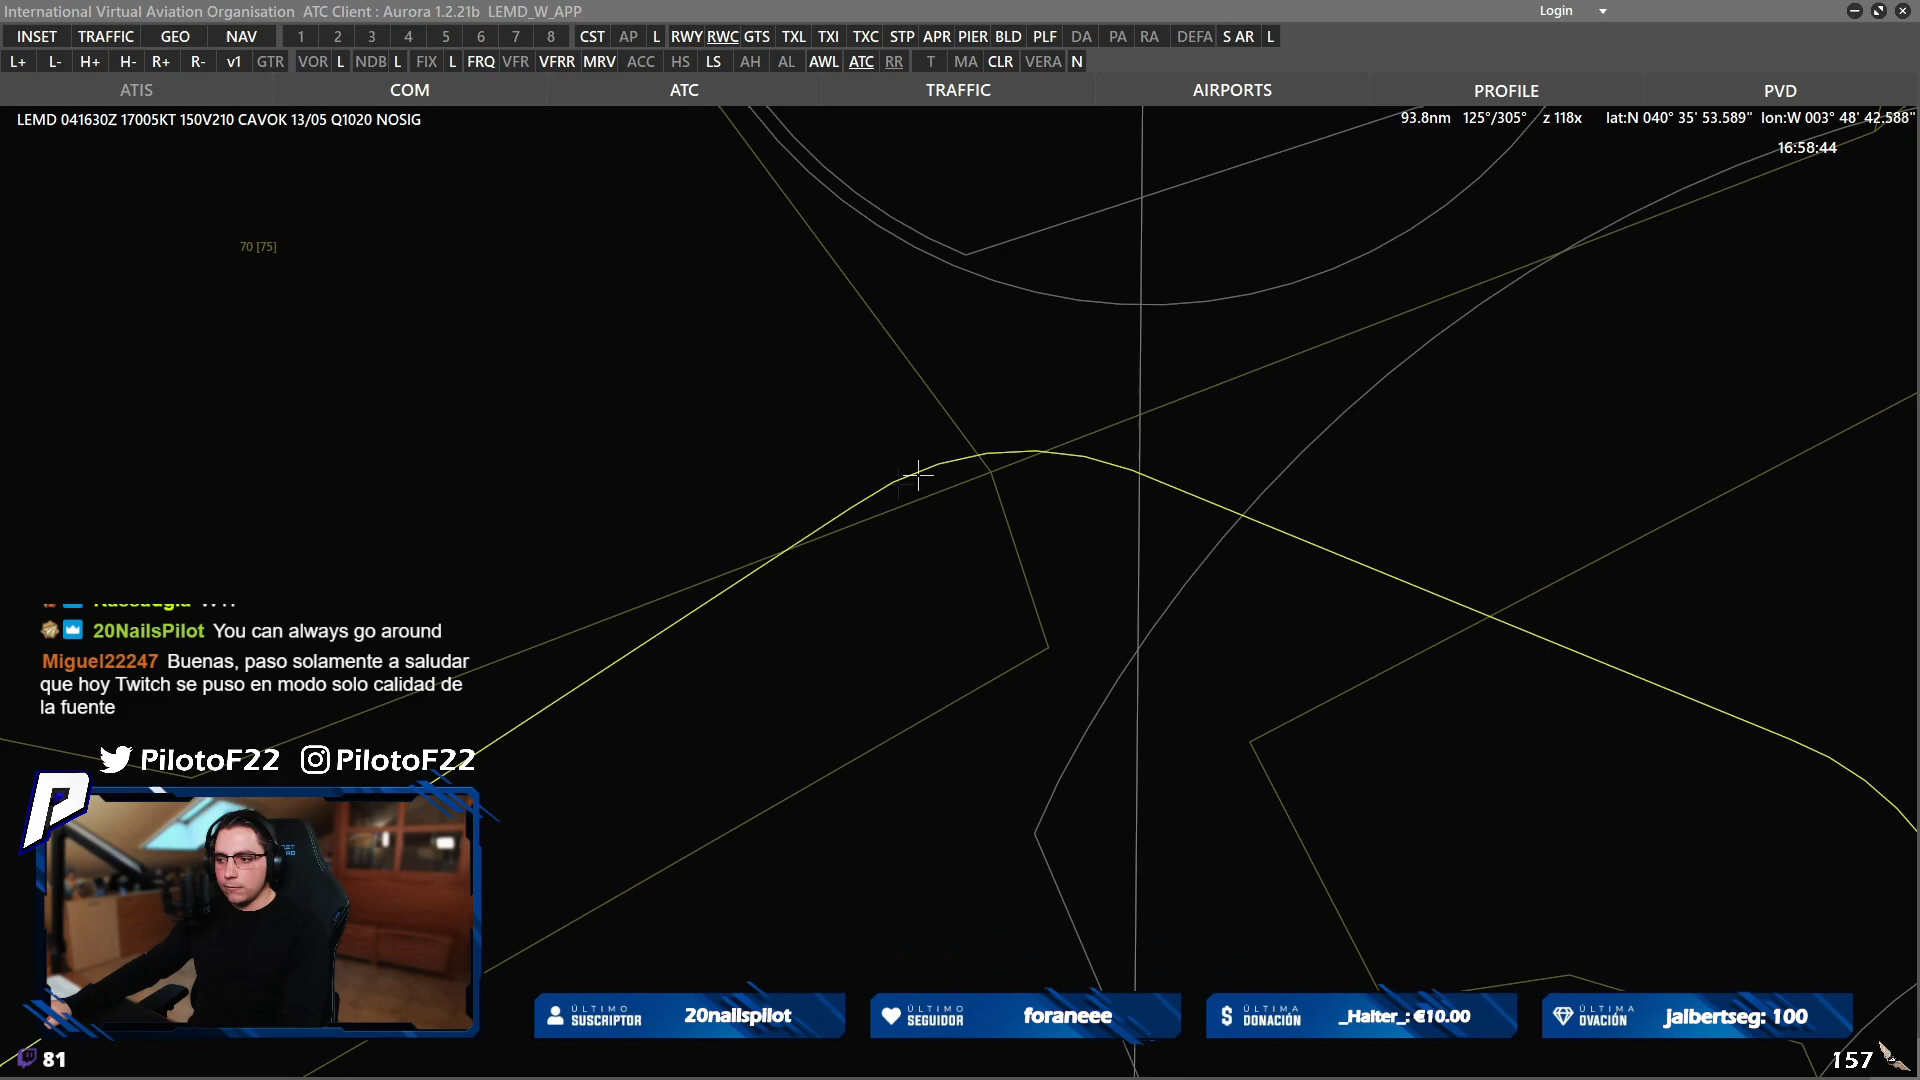 International Virtual Aviation Organisation ATC Client : Aurora 1.2.21b LEMD_W_APP Login
INSET TRAFFIC GEO NAV 1 2 3 4 5 6 7 8 CST AP L RWY RWC GTS TXL TXI TXC STP APR PIER BLD PLF DA PA RA DEFA S AR L
L+ L- H+ H- R+ R- v1 GTR VOR L NDB L FIX L FRQ VFR VFRR MRV ACC HS LS AH AL AWL ATC RR T MA CLR VERA N
ATIS COM ATC TRAFFIC AIRPORTS PROFILE PVD
LEMD 041630Z 17005KT 150V210 CAVOK 13/05 Q1020 NOSIG
93.8nm 125°/305° z 118x lat:N 040° 35' 53.589" lon:W 003° 48' 42.588"
16:58:44
70 [75]
20NailsPilot You can always go around
Miguel22247 Buenas, paso solamente a saludar
que hoy Twitch se puso en modo solo calidad de
la fuente
PilotoF22 PilotoF22
ÚLTIMO
SUSCRIPTOR 20nailspilot
ÚLTIMO
SEGUIDOR foraneee
ÚLTIMA
DONACIÓN _Halter_: €10.00
ÚLTIMA
OVACIÓN jalbertseg: 100
81
157